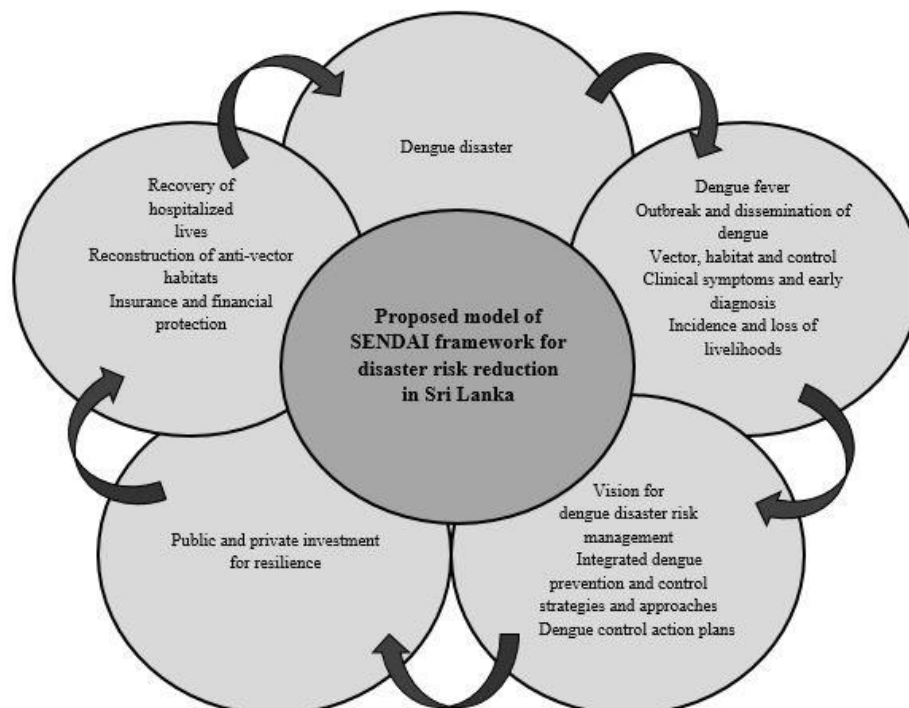 Dengue disaster
Dengue fever
Outbreak and dissemination of
dengue
Vector, habitat and control
Clinical symptoms and early
diagnosis
Incidence and loss of
livelihoods
Vision for
dengue disaster risk
management
Integrated dengue
prevention and control
strategies and approaches
Dengue control action plans
Public and private investment
for resilience
Recovery of
hospitalized
lives
Reconstruction of anti-vector
habitats
Insurance and financial
protection
Proposed model of
SENDAI framework for
disaster risk reduction
in Sri Lanka